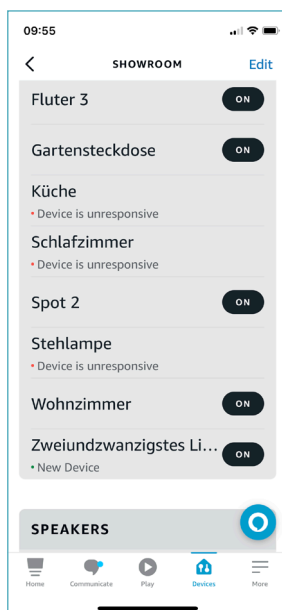 09:55
SHOWROOM Edit
Fluter 3 ON
Gartensteckdose ON
Küche
Device is unresponsive
Schlafzimmer
Device is unresponsive
Spot 2 ON
Stehlampe
Device is unresponsive
Wohnzimmer ON
Zweiundzwanzigstes Li... ON
New Device
SPEAKERS
Home Communicate Play Devices More